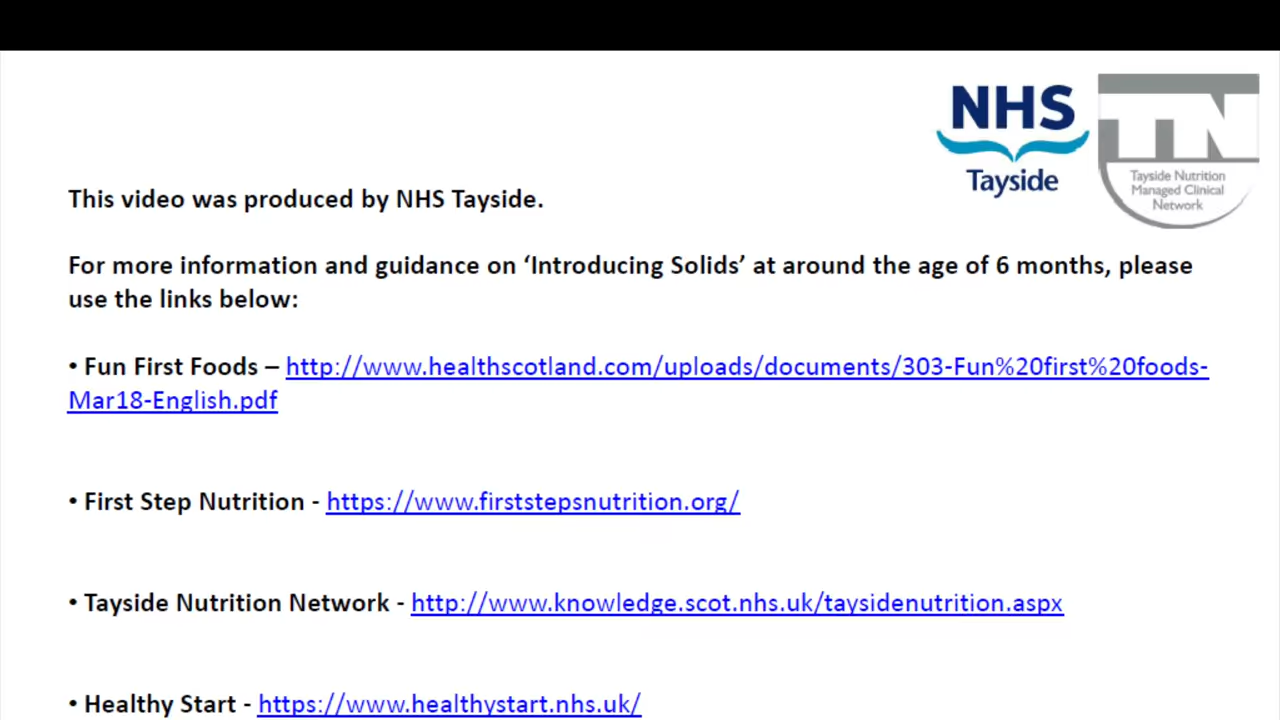 NHS
Tayside
TN
Tayside Nutrition
Managed Clinical
Network
This video was produced by NHS Tayside.
For more information and guidance on ‘Introducing Solids’ at around the age of 6 months, please
use the links below:
• Fun First Foods – http://www.healthscotland.com/uploads/documents/303-Fun%20first%20foods-
Mar18-English.pdf
• First Step Nutrition - https://www.firststepsnutrition.org/
• Tayside Nutrition Network - http://www.knowledge.scot.nhs.uk/taysidenutrition.aspx
• Healthy Start - https://www.healthystart.nhs.uk/